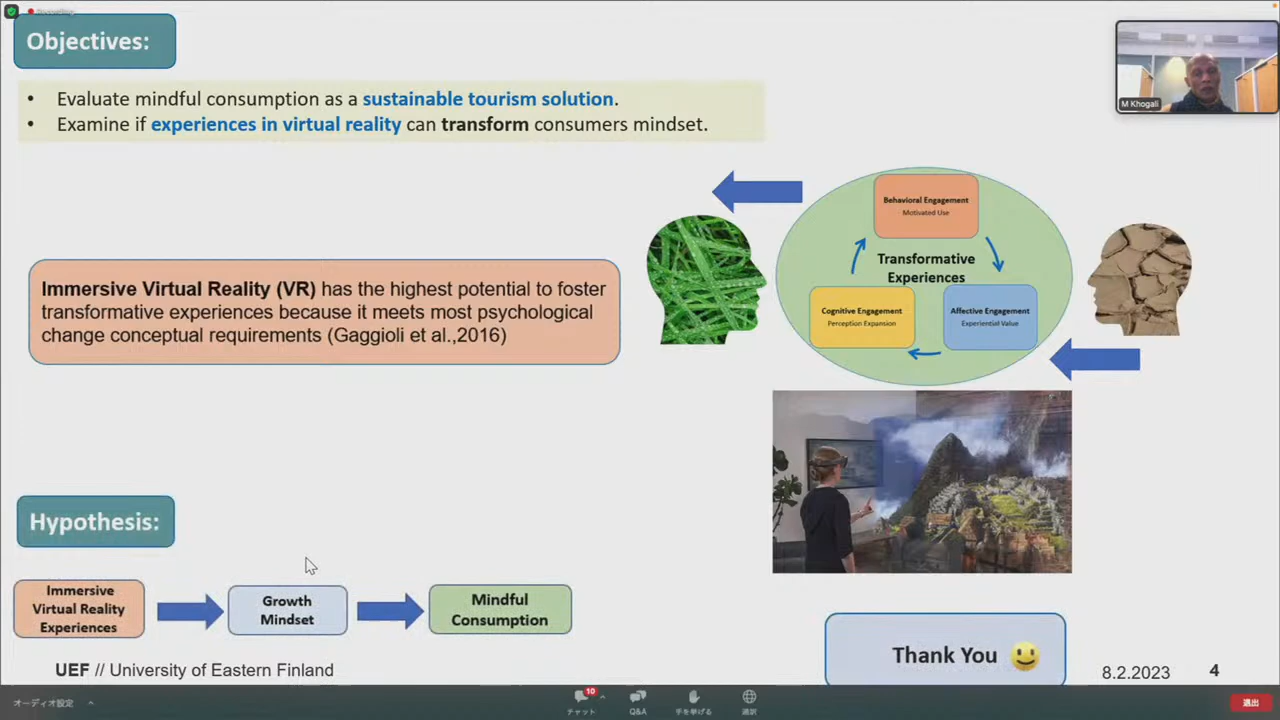 Objectives:
• Evaluate mindful consumption as a sustainable tourism solution.
• Examine if experiences in virtual reality can transform consumers mindset.
M Khogali
Behavioral Engagement
Motivated Use
Transformative
Experiences
Cognitive Engagement
Perception Expansion
Affective Engagement
Experiential Value
Immersive Virtual Reality (VR) has the highest potential to foster
transformative experiences because it meets most psychological
change conceptual requirements (Gaggioli et al.,2016)
Hypothesis:
Immersive
Virtual Reality
Experiences
Growth
Mindset
Mindful
Consumption
Thank You
UEF // University of Eastern Finland
8.2.2023
4
オーディオ設定
10
チャット
Q&A
手を挙げる
通訳
退出